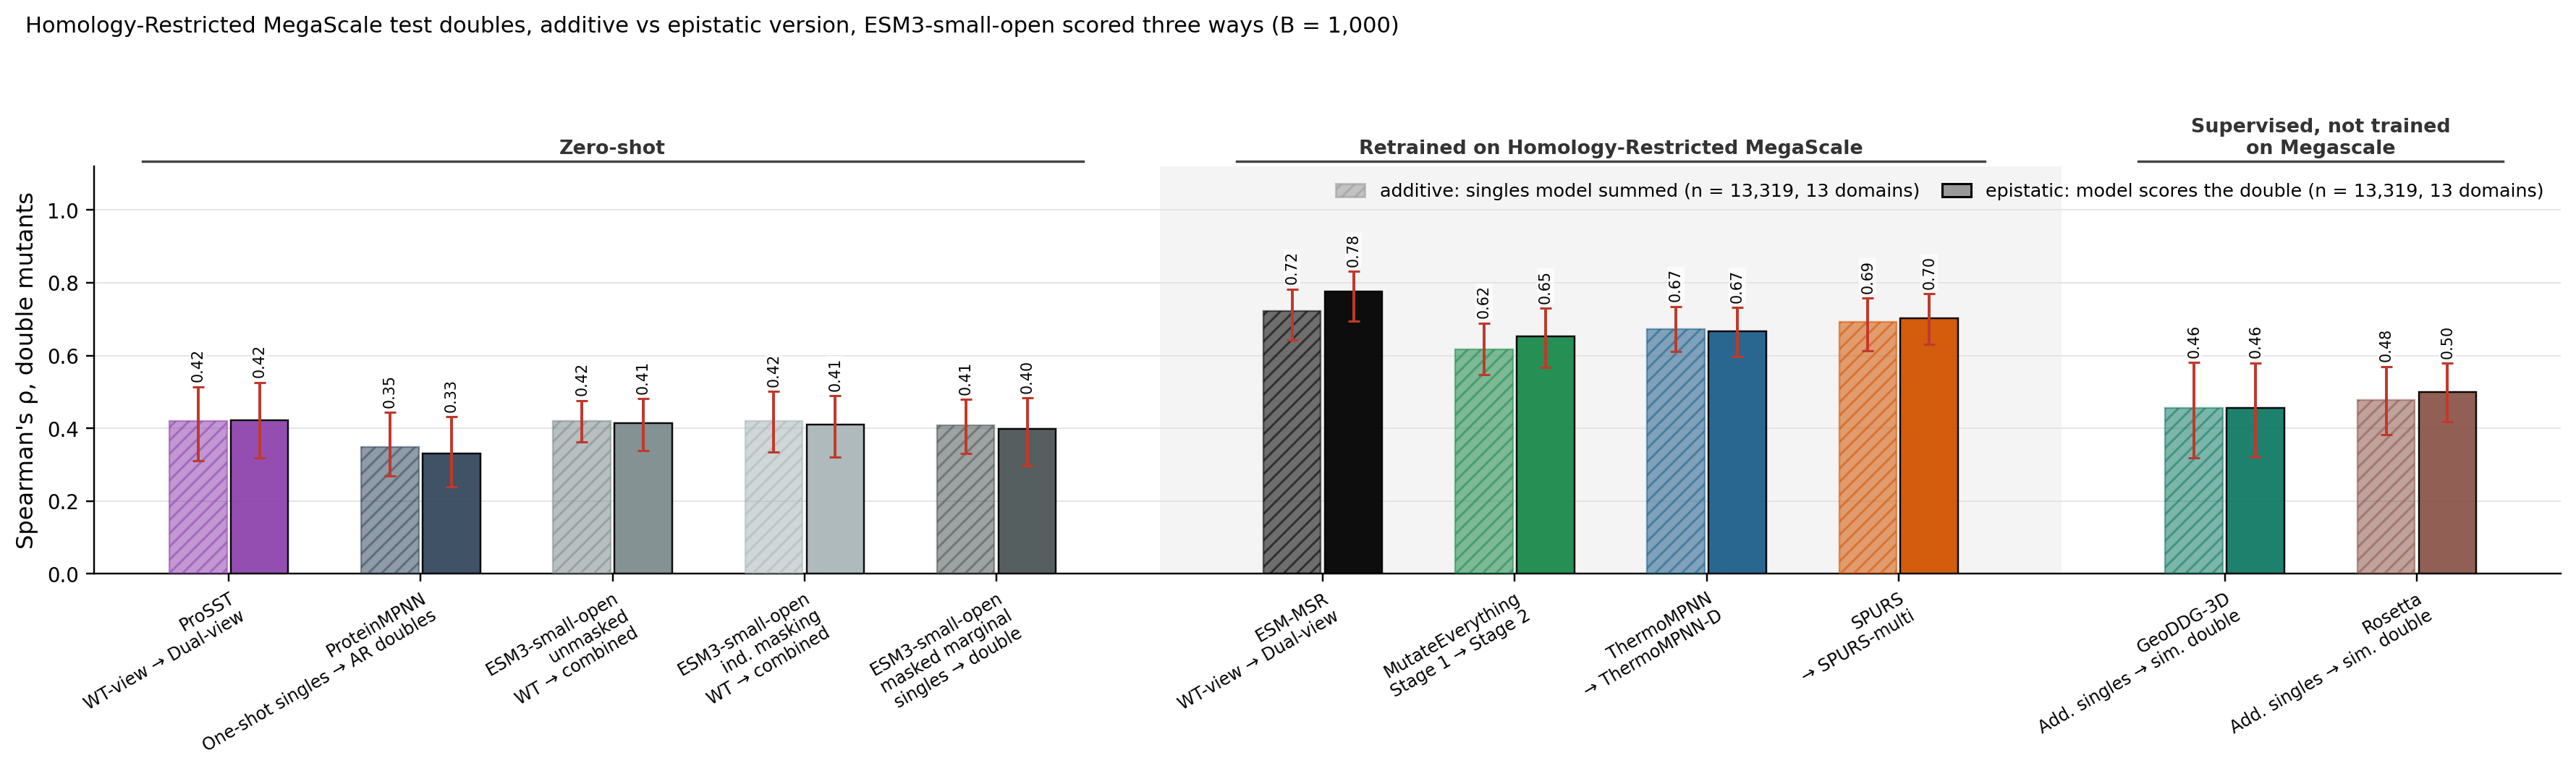 Homology-Restricted MegaScale test doubles, additive vs epistatic version, ESM3-small-open scored three ways (B = 1,000)
Zero-shot
Retrained on Homology-Restricted MegaScale
Supervised, not trained
on Megascale
additive: singles model summed (n = 13,319, 13 domains)
epistatic: model scores the double (n = 13,319, 13 domains)
Spearman's ρ, double mutants
1.0
0.8
0.6
0.4
0.2
0.0
0.42
0.42
0.35
0.33
0.42
0.41
0.42
0.41
0.41
0.40
0.72
0.78
0.62
0.65
0.67
0.67
0.69
0.70
0.46
0.46
0.48
0.50
ProSST
WT-view → Dual-view
ProteinMPNN
One-shot singles → AR doubles
ESM3-small-open
unmasked
WT → combined
ESM3-small-open
ind. masking
WT → combined
ESM3-small-open
masked marginal
singles → double
ESM-MSR
WT-view → Dual-view
MutateEverything
Stage 1 → Stage 2
ThermoMPNN
→ ThermoMPNN-D
SPURS
→ SPURS-multi
GeoDDG-3D
Add. singles → sim. double
Rosetta
Add. singles → sim. double